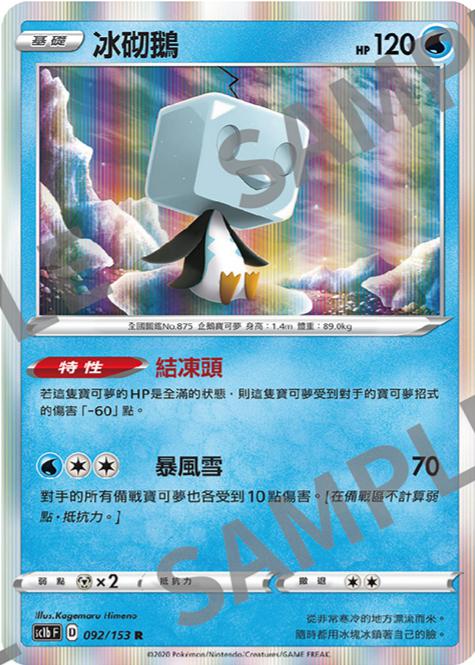 基礎 冰砌鵝 HP 120
全國圖鑑No.875 企鵝寶可夢 身高：1.4m 體重：89.0kg
特性 結凍頭
若這隻寶可夢的HP是全滿的狀態，則這隻寶可夢受到對手的寶可夢招式
的傷害「-60」點。
暴風雪 70
對手的所有備戰寶可夢也各受到10點傷害。[在備戰區不計算弱
點・抵抗力。]
弱點 ×2 抵抗力 撤退
Illus.Kagemaru Himeno
sc1b F D 092/153 R
從非常寒冷的地方漂流而來。
隨時都用冰塊冰鎮著自己的臉。
©2020 Pokémon/Nintendo/Creatures/GAME FREAK.
SAMPLE
SAMPLE
SAMPLE